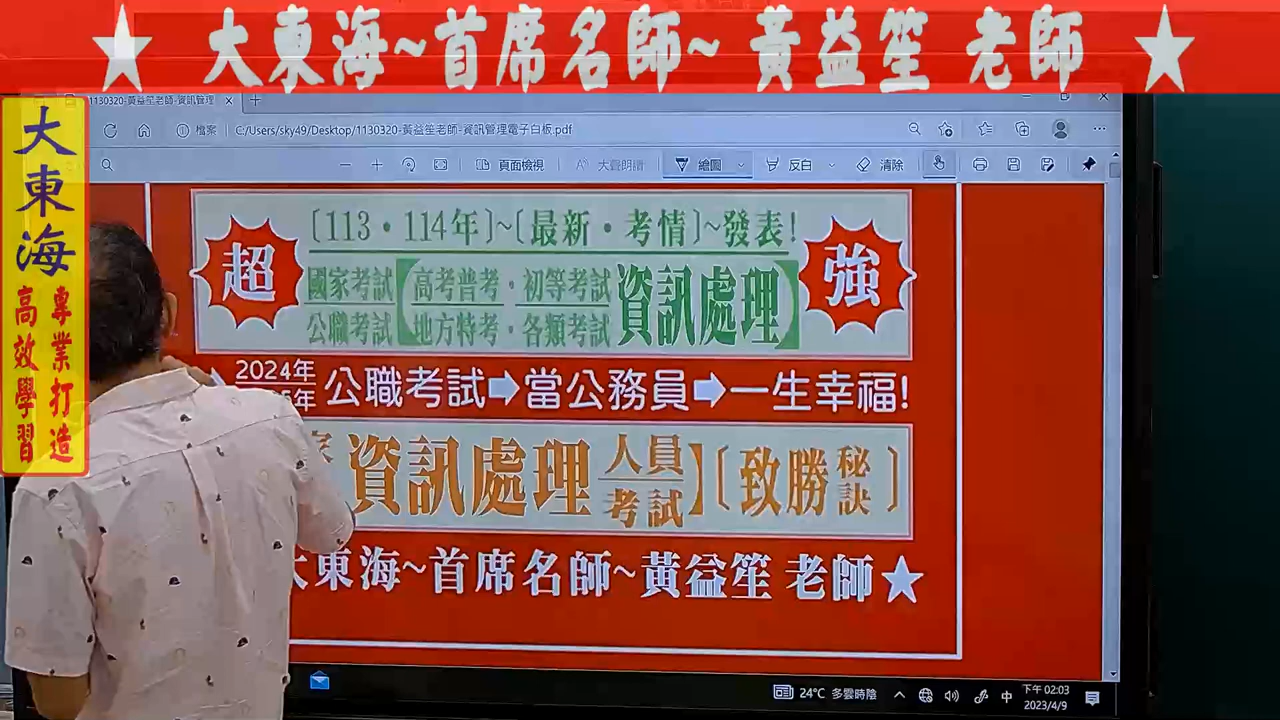 ★ 大東海~首席名師~ 黃益笙 老師 ★
大東海
專業打造
高效學習
1130320-黃益笙老師-資訊管理
檔案
C:/Users/sky49/Desktop/1130320-黃益笙老師-資訊管理電子白板.pdf
頁面檢視
大聲朗讀
繪圖
反白
清除
超
〔113・114年〕~〔最新・考情〕~發表!
強
國家考試
公職考試
【高考普考・初等考試
地方特考・各類考試
資訊處理】
2024年
年
公職考試➡當公務員➡一生幸福!
資訊處理
人員
考試】
〔致勝
秘訣〕
大東海~首席名師~黃益笙 老師★
24°C 多雲時陰
中
下午 02:03
2023/4/9